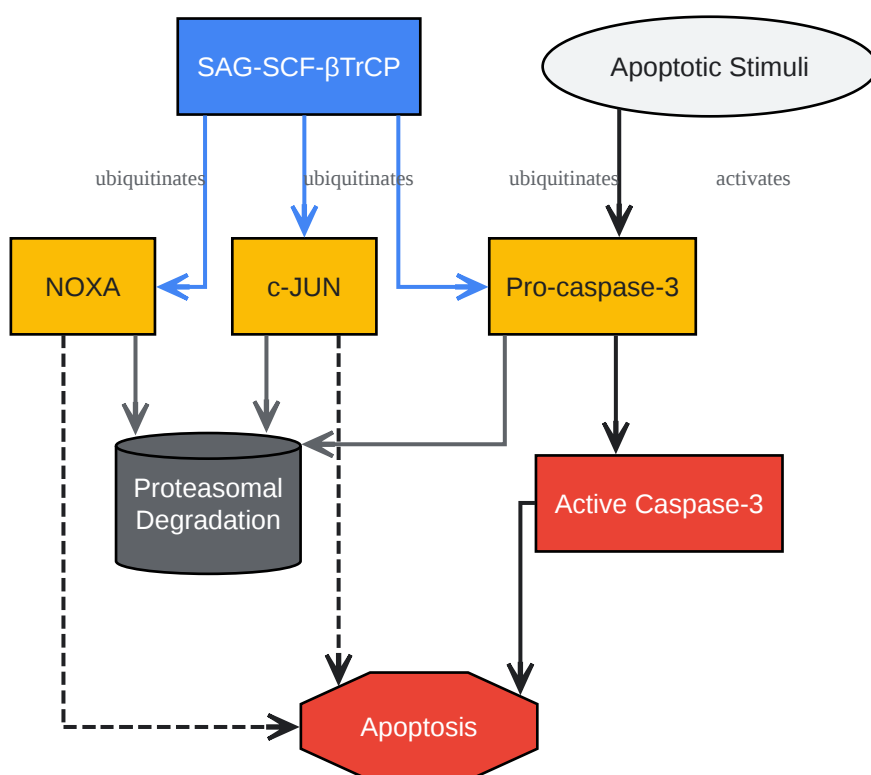 SAG-SCF-βTrCP
Apoptotic Stimuli
ubiquitinates
ubiquitinates
ubiquitinates
activates
NOXA
c-JUN
Pro-caspase-3
Proteasomal
Degradation
Active Caspase-3
Apoptosis